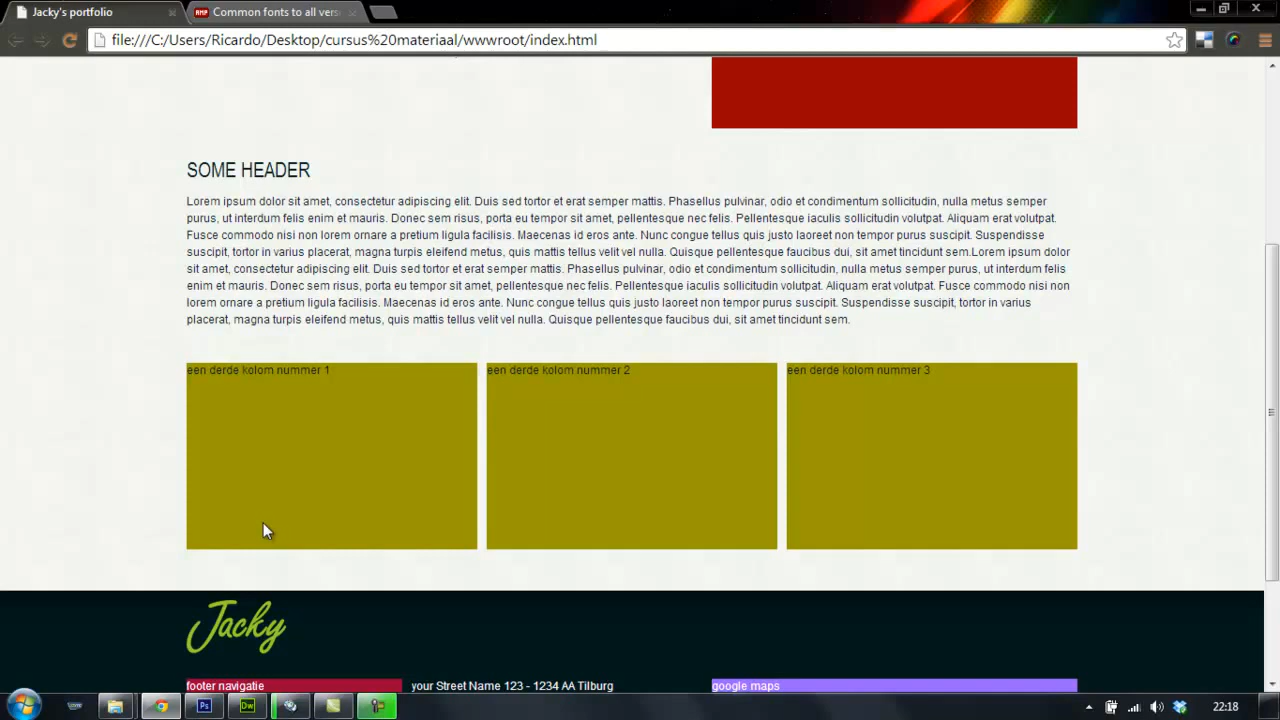 Jacky's portfolio
Common fonts to all vers
file:///C:/Users/Ricardo/Desktop/cursus%20materiaal/wwwroot/index.html
SOME HEADER
Lorem ipsum dolor sit amet, consectetur adipiscing elit. Duis sed tortor et erat semper mattis. Phasellus pulvinar, odio et condimentum sollicitudin, nulla metus semper
purus, ut interdum felis enim et mauris. Donec sem risus, porta eu tempor sit amet, pellentesque nec felis. Pellentesque iaculis sollicitudin volutpat. Aliquam erat volutpat.
Fusce commodo nisi non lorem ornare a pretium ligula facilisis. Maecenas id eros ante. Nunc congue tellus quis justo laoreet non tempor purus suscipit. Suspendisse
suscipit, tortor in varius placerat, magna turpis eleifend metus, quis mattis tellus velit vel nulla. Quisque pellentesque faucibus dui, sit amet tincidunt sem.Lorem ipsum dolor
sit amet, consectetur adipiscing elit. Duis sed tortor et erat semper mattis. Phasellus pulvinar, odio et condimentum sollicitudin, nulla metus semper purus, ut interdum felis
enim et mauris. Donec sem risus, porta eu tempor sit amet, pellentesque nec felis. Pellentesque iaculis sollicitudin volutpat. Aliquam erat volutpat. Fusce commodo nisi non
lorem ornare a pretium ligula facilisis. Maecenas id eros ante. Nunc congue tellus quis justo laoreet non tempor purus suscipit. Suspendisse suscipit, tortor in varius
placerat, magna turpis eleifend metus, quis mattis tellus velit vel nulla. Quisque pellentesque faucibus dui, sit amet tincidunt sem.
een derde kolom nummer 1
een derde kolom nummer 2
een derde kolom nummer 3
Jacky
footer navigatie
your Street Name 123 - 1234 AA Tilburg
google maps
Ps
Dw
22:18